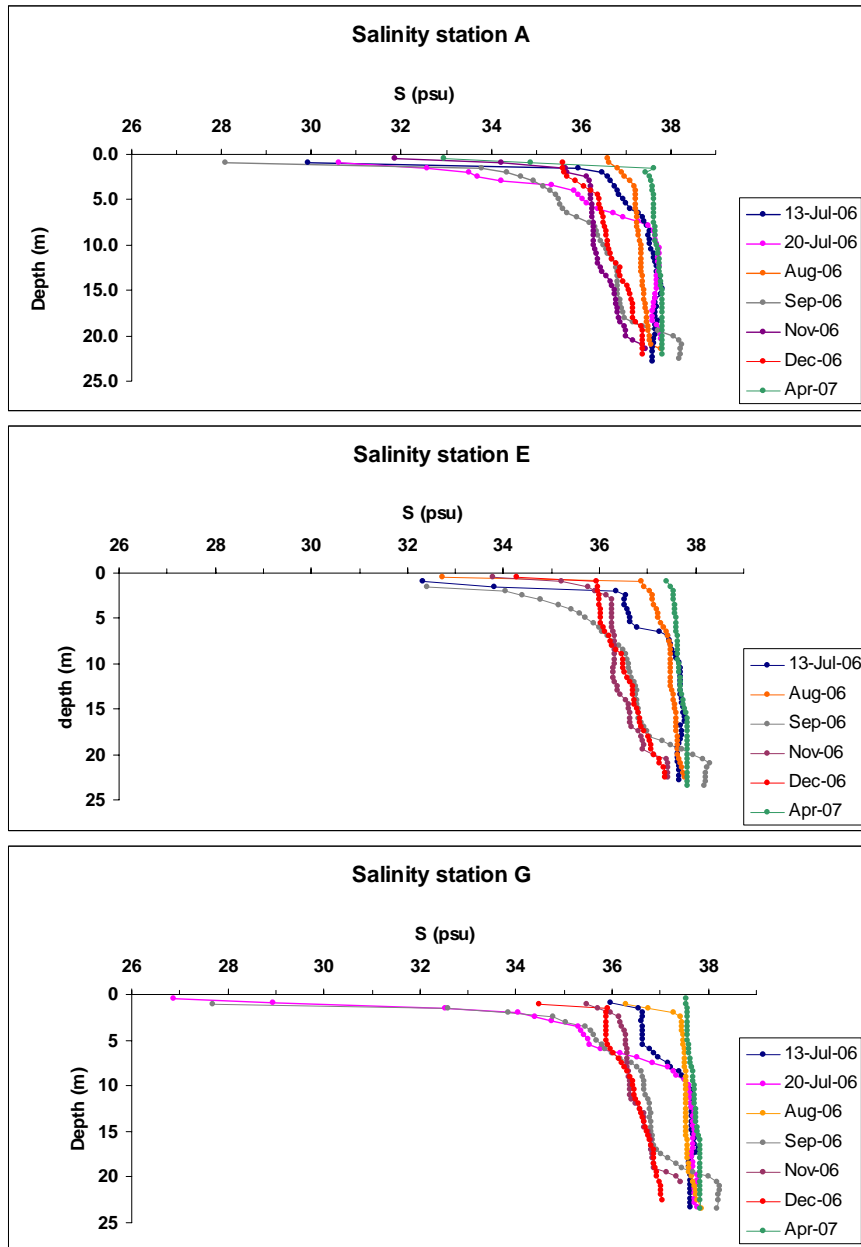 Salinity station A
S (psu)
26 28 30 32 34 36 38
0.0
5.0
10.0
15.0
20.0
25.0
Depth (m)
13-Jul-06
20-Jul-06
Aug-06
Sep-06
Nov-06
Dec-06
Apr-07
Salinity station E
S (psu)
26 28 30 32 34 36 38
0
5
10
15
20
25
depth (m)
13-Jul-06
Aug-06
Sep-06
Nov-06
Dec-06
Apr-07
Salinity station G
S (psu)
26 28 30 32 34 36 38
0
5
10
15
20
25
Depth (m)
13-Jul-06
20-Jul-06
Aug-06
Sep-06
Nov-06
Dec-06
Apr-07